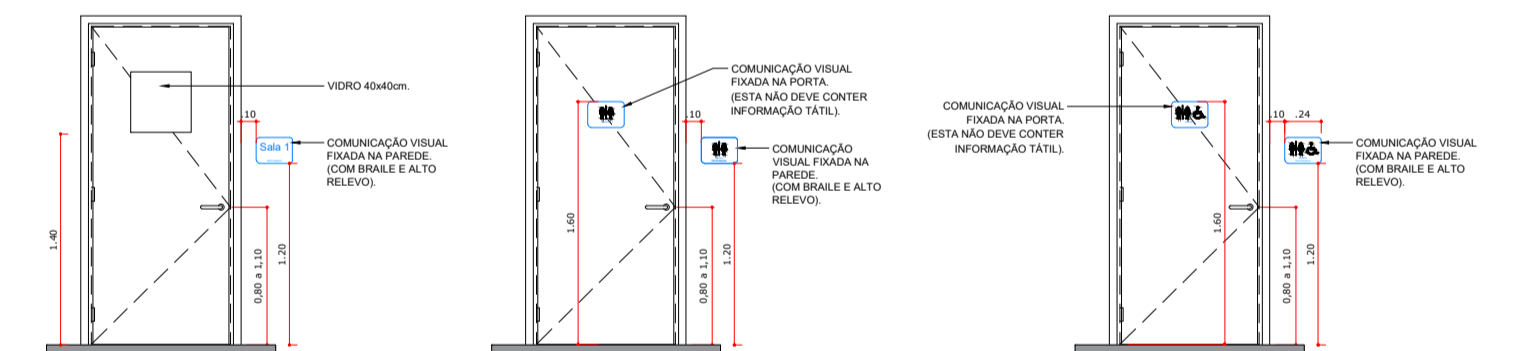 VIDRO 40x40cm.
.10
Sala 1
COMUNICAÇÃO VISUAL
FIXADA NA PAREDE.
(COM BRAILE E ALTO
RELEVO).
1.40
0,80 a 1,10
1.20
COMUNICAÇÃO VISUAL
FIXADA NA PORTA.
(ESTA NÃO DEVE CONTER
INFORMAÇÃO TÁTIL).
.10
COMUNICAÇÃO
VISUAL FIXADA NA
PAREDE.
(COM BRAILE E ALTO
RELEVO).
1.60
0,80 a 1,10
1.20
COMUNICAÇÃO VISUAL
FIXADA NA PORTA.
(ESTA NÃO DEVE CONTER
INFORMAÇÃO TÁTIL).
.10 .24
COMUNICAÇÃO VISUAL
FIXADA NA PAREDE.
(COM BRAILE E ALTO
RELEVO).
1.60
0,80 a 1,10
1.20